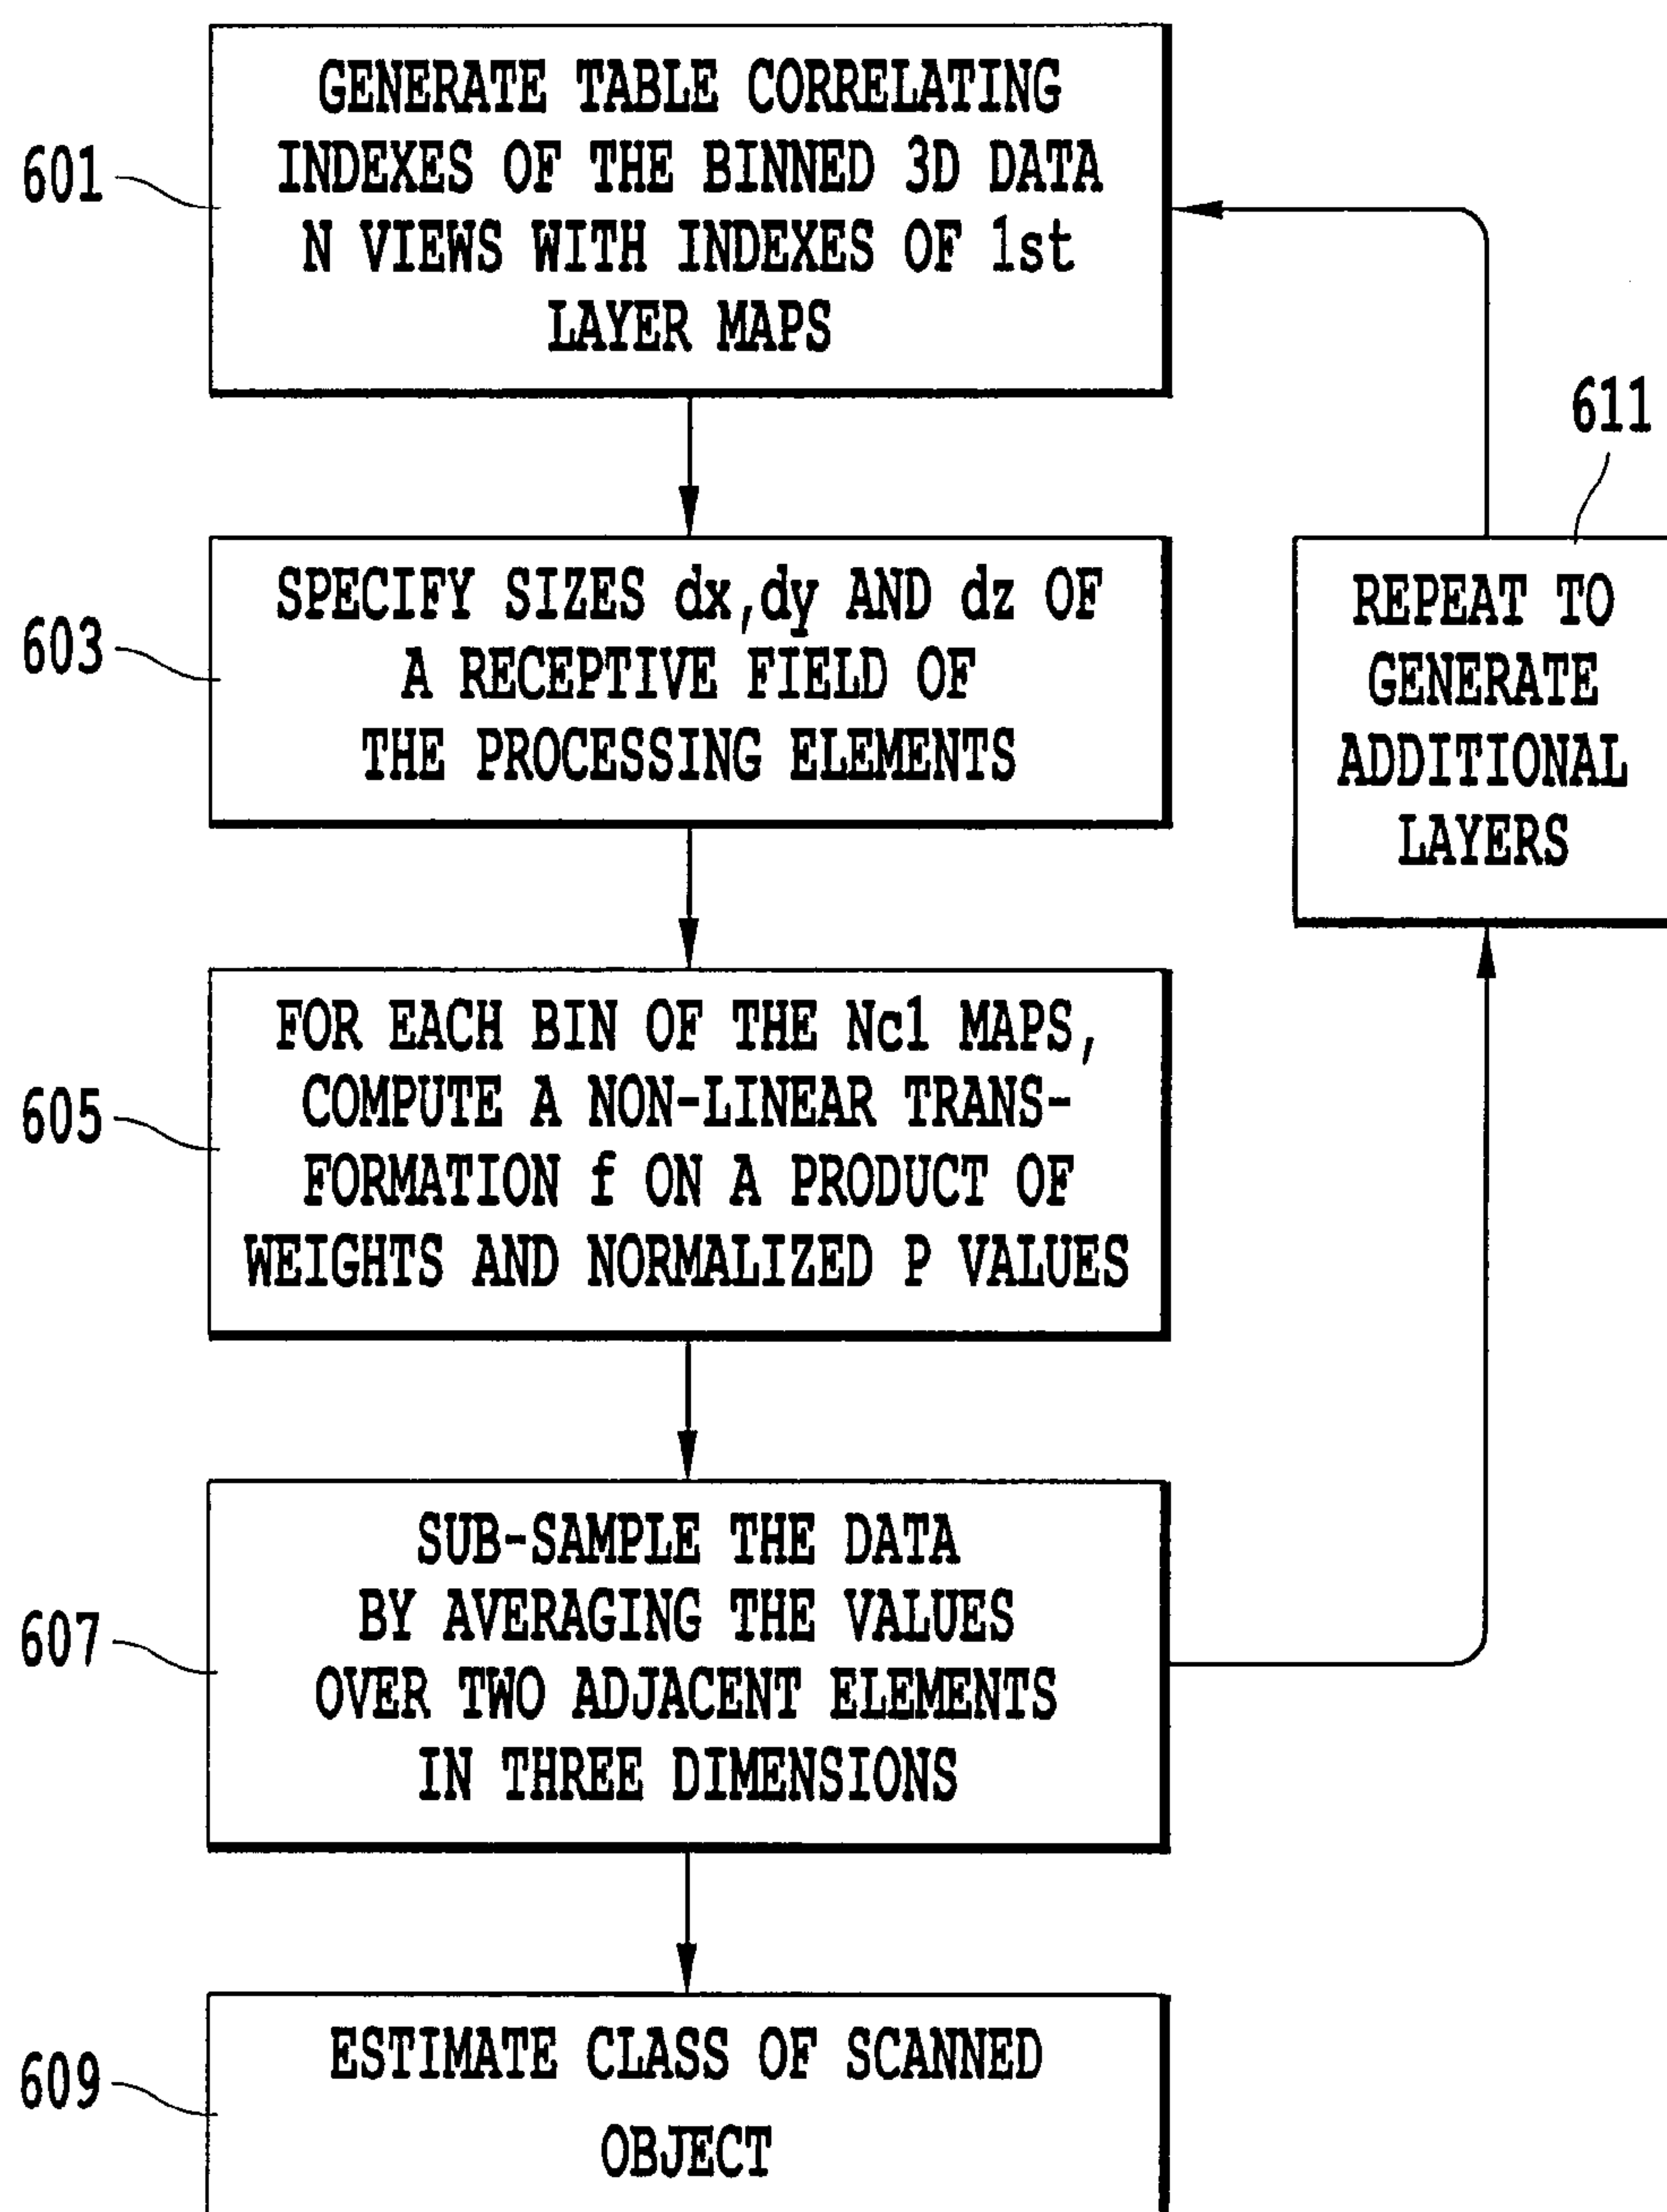 601
GENERATE TABLE CORRELATING
INDEXES OF THE BINNED 3D DATA
N VIEWS WITH INDEXES OF 1st
LAYER MAPS
603
SPECIFY SIZES dx,dy AND dz OF
A RECEPTIVE FIELD OF
THE PROCESSING ELEMENTS
611
REPEAT TO
GENERATE
ADDITIONAL
LAYERS
605
FOR EACH BIN OF THE Nc1 MAPS,
COMPUTE A NON-LINEAR TRANS-
FORMATION f ON A PRODUCT OF
WEIGHTS AND NORMALIZED P VALUES
607
SUB-SAMPLE THE DATA
BY AVERAGING THE VALUES
OVER TWO ADJACENT ELEMENTS
IN THREE DIMENSIONS
609
ESTIMATE CLASS OF SCANNED
OBJECT